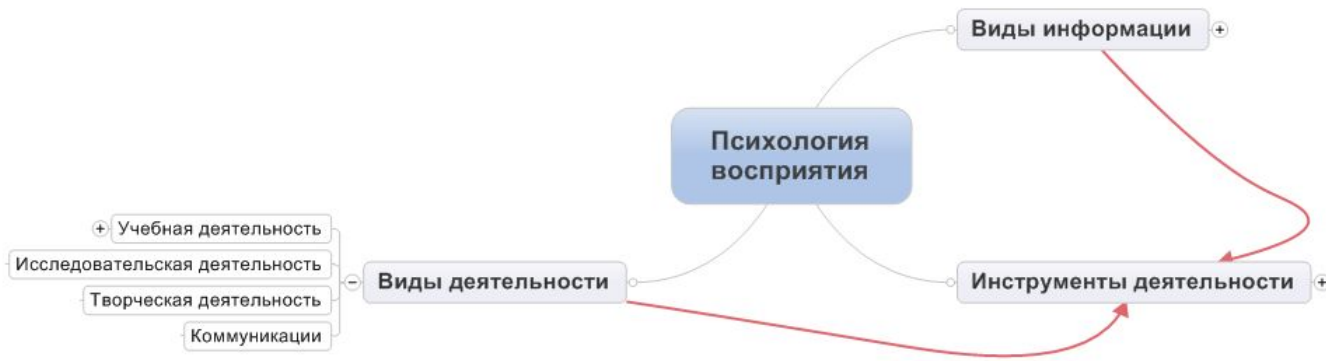 Виды информации
Психология
восприятия
Учебная деятельность
Исследовательская деятельность
Творческая деятельность
Коммуникации
Виды деятельности
Инструменты деятельности